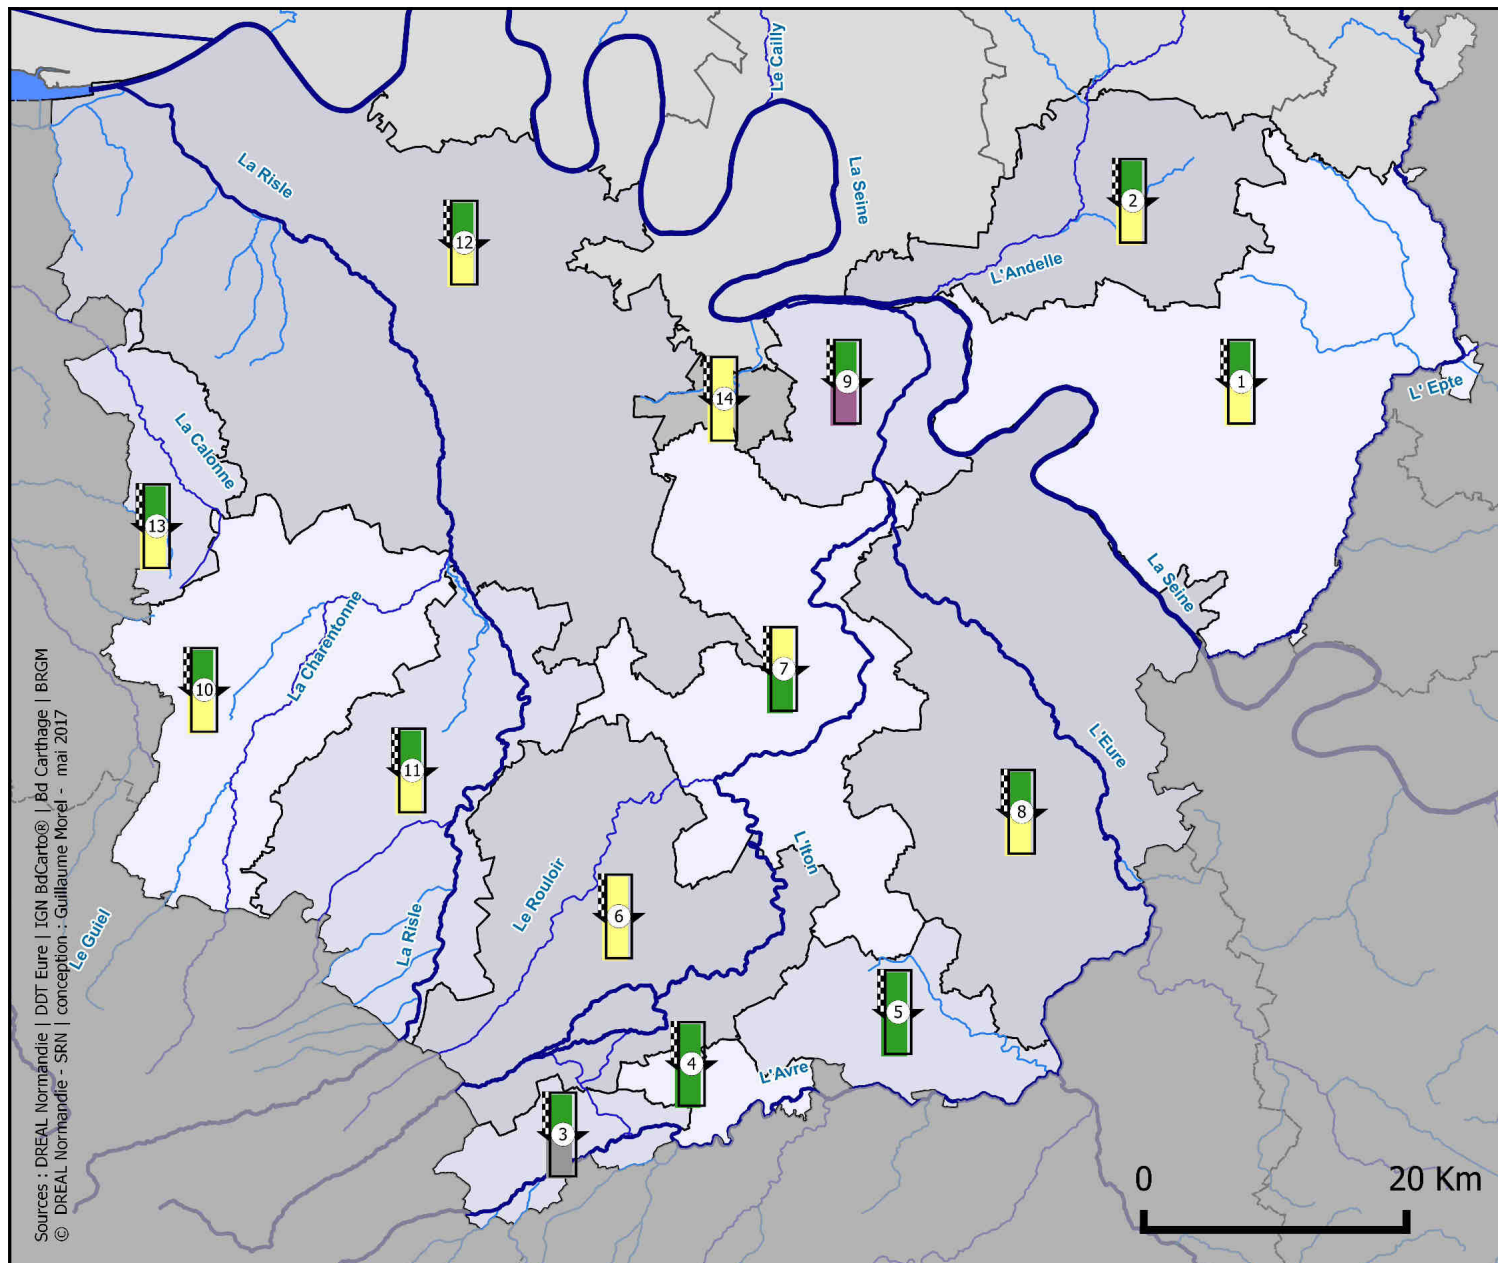 Le Cailly
La Risle
La Seine
2
12
L'Andelle
9
1
14
L' Epte
La Calonne
13
La Seine
La Charentonne
7
10
11
L'Eure
8
L'Iton
Le Rouloir
6
Le Guiel
La Risle
5
4
L'Avre
3
0 20 Km
Sources : DREAL Normandie | DDT Eure | IGN BdCarto® | Bd Carthage | BRGM
© DREAL Normandie - SRN | conception : Guillaume Morel - mai 2017